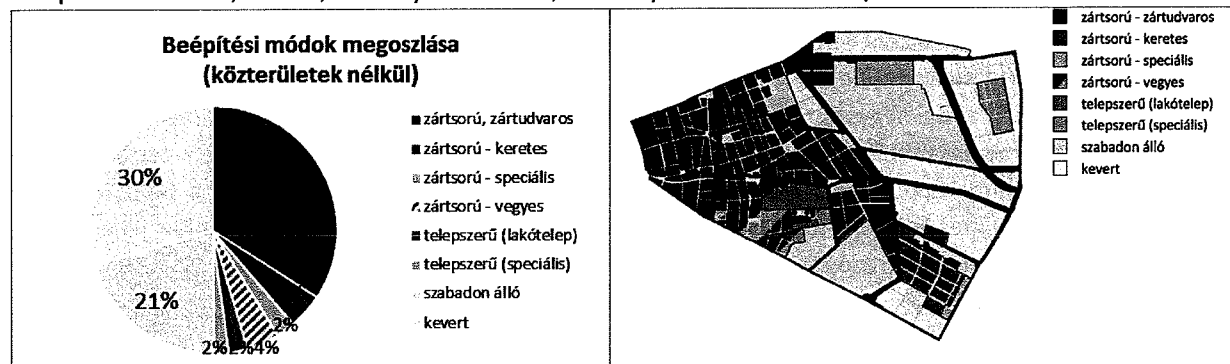 Beépítési módok megoszlása
(közterületek nélkül)
30%
21%
2%
2%
4%
2%
zártsorú, zártudvaros
zártsorú - keretes
zártsorú - speciális
zártsorú - vegyes
telepszerű (lakótelep)
telepszerű (speciális)
szabadon álló
kevert
zártsorú - zártudvaros
zártsorú - keretes
zártsorú - speciális
zártsorú - vegyes
telepszerű (lakótelep)
telepszerű (speciális)
szabadon álló
kevert